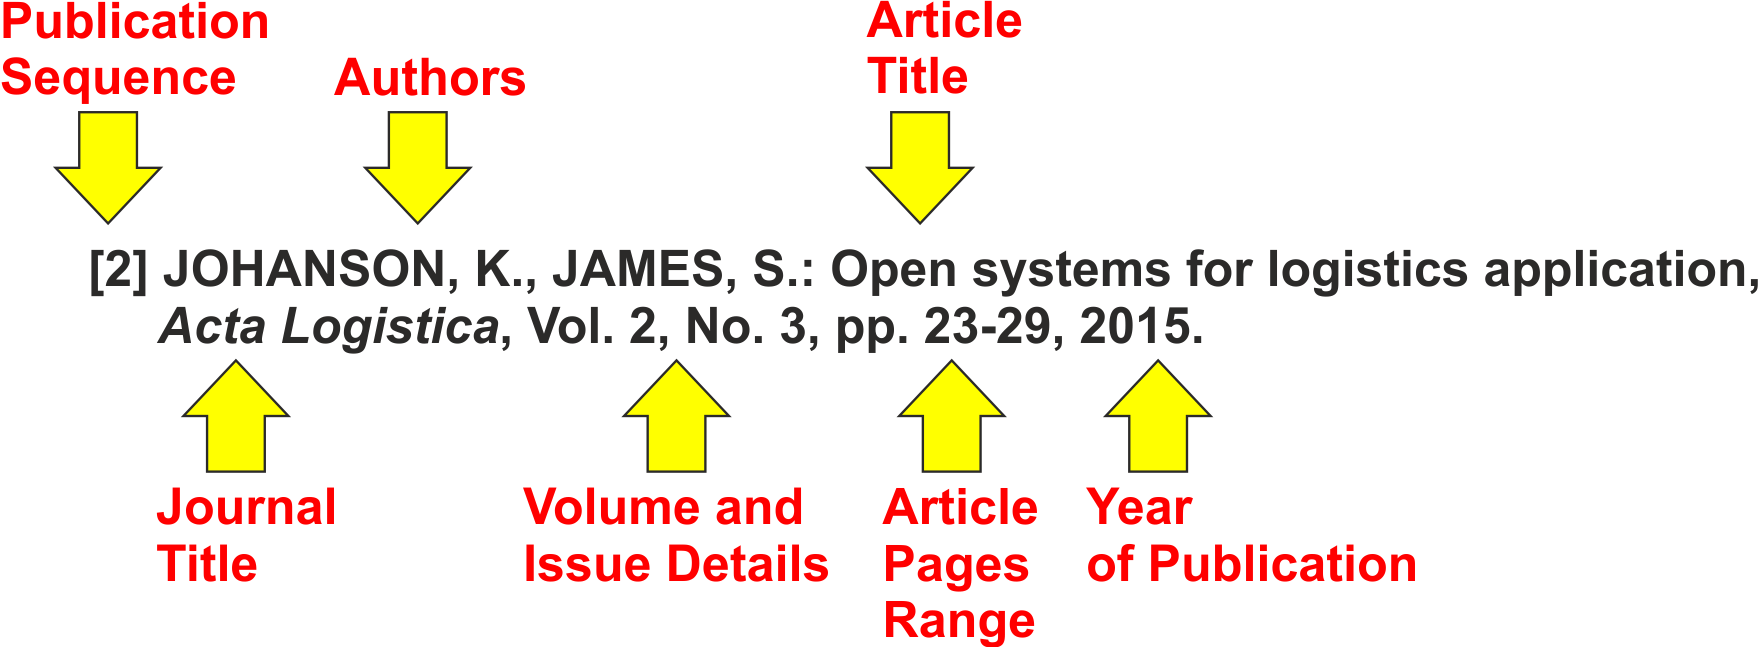 Publication
Sequence
Authors
Article
Title
[2] JOHANSON, K., JAMES, S.: Open systems for logistics application,
Acta Logistica, Vol. 2, No. 3, pp. 23-29, 2015.
Journal
Title
Volume and
Issue Details
Article
Pages
Range
Year
of Publication